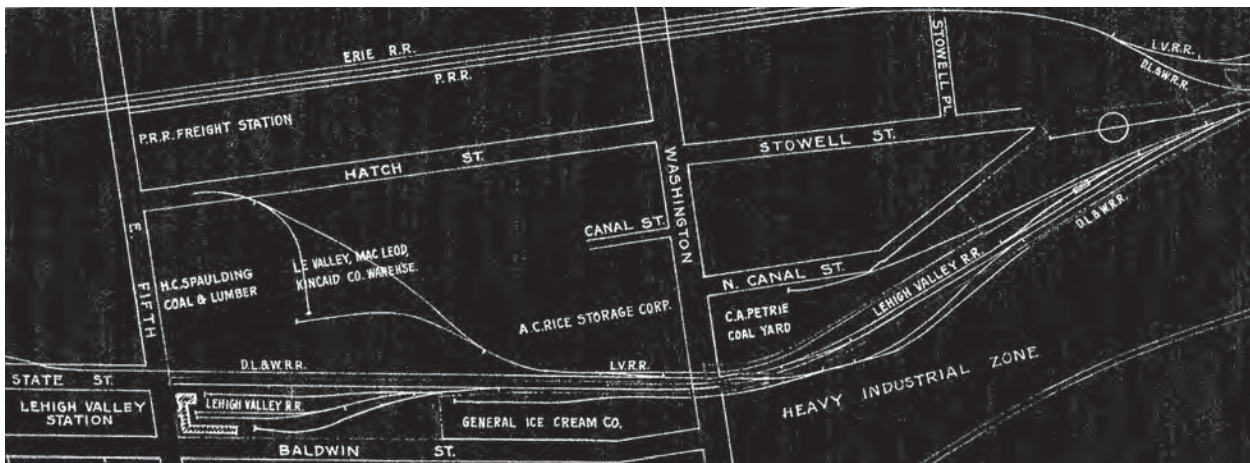 ERIE R.R.
P.R.R.
STOWELL PL.
L.V.R.R.
D.L.&W.R.R.
P.R.R. FREIGHT STATION
HATCH ST.
STOWELL ST.
WASHINGTON
CANAL ST.
E. FIFTH
H.C. SPAULDING
COAL & LUMBER
LE VALLEY, MAC LEOD,
KINCAID CO. WAREHSE.
A.C. RICE STORAGE CORP.
N. CANAL ST.
C.A. PETRIE
COAL YARD
LEHIGH VALLEY R.R.
D.L.&W.R.R.
HEAVY INDUSTRIAL ZONE
D.L.&W.R.R.
L.V.R.R.
STATE ST.
LEHIGH VALLEY
STATION
LEHIGH VALLEY R.R.
GENERAL ICE CREAM CO.
BALDWIN ST.